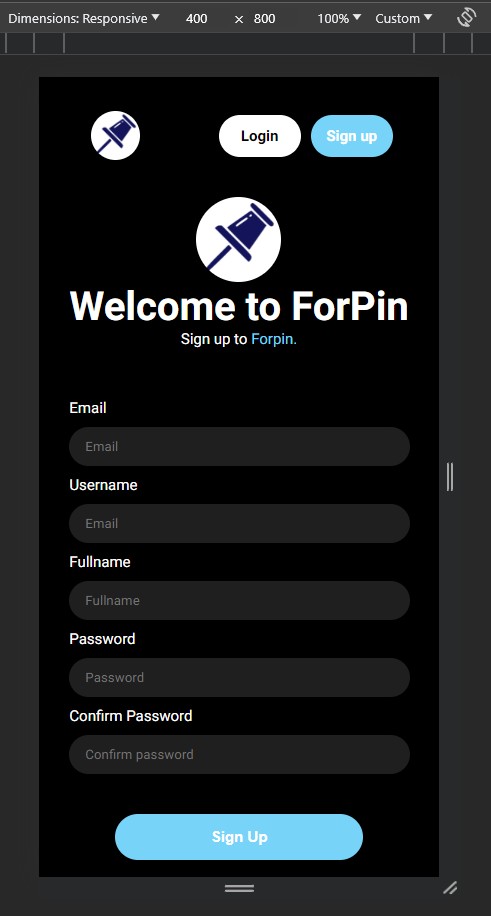 Dimensions: Responsive ▼ 400 × 800 100% ▼ Custom ▼
Login Sign up
Welcome to ForPin
Sign up to Forpin.
Email
Email
Username
Email
Fullname
Fullname
Password
Password
Confirm Password
Confirm password
Sign Up